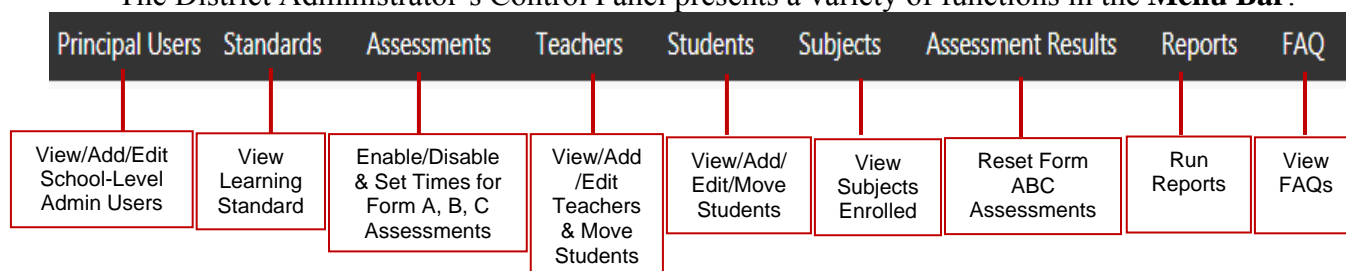 The District Administrator's Control Panel presents a variety of functions in the Menu Bar:
Principal Users Standards Assessments Teachers Students Subjects Assessment Results Reports FAQ
View/Add/Edit
School-Level
Admin Users
View
Learning
Standard
Enable/Disable
& Set Times for
Form A, B, C
Assessments
View/Add
/Edit
Teachers
& Move
Students
View/Add/
Edit/Move
Students
View
Subjects
Enrolled
Reset Form
ABC
Assessments
Run
Reports
View
FAQs